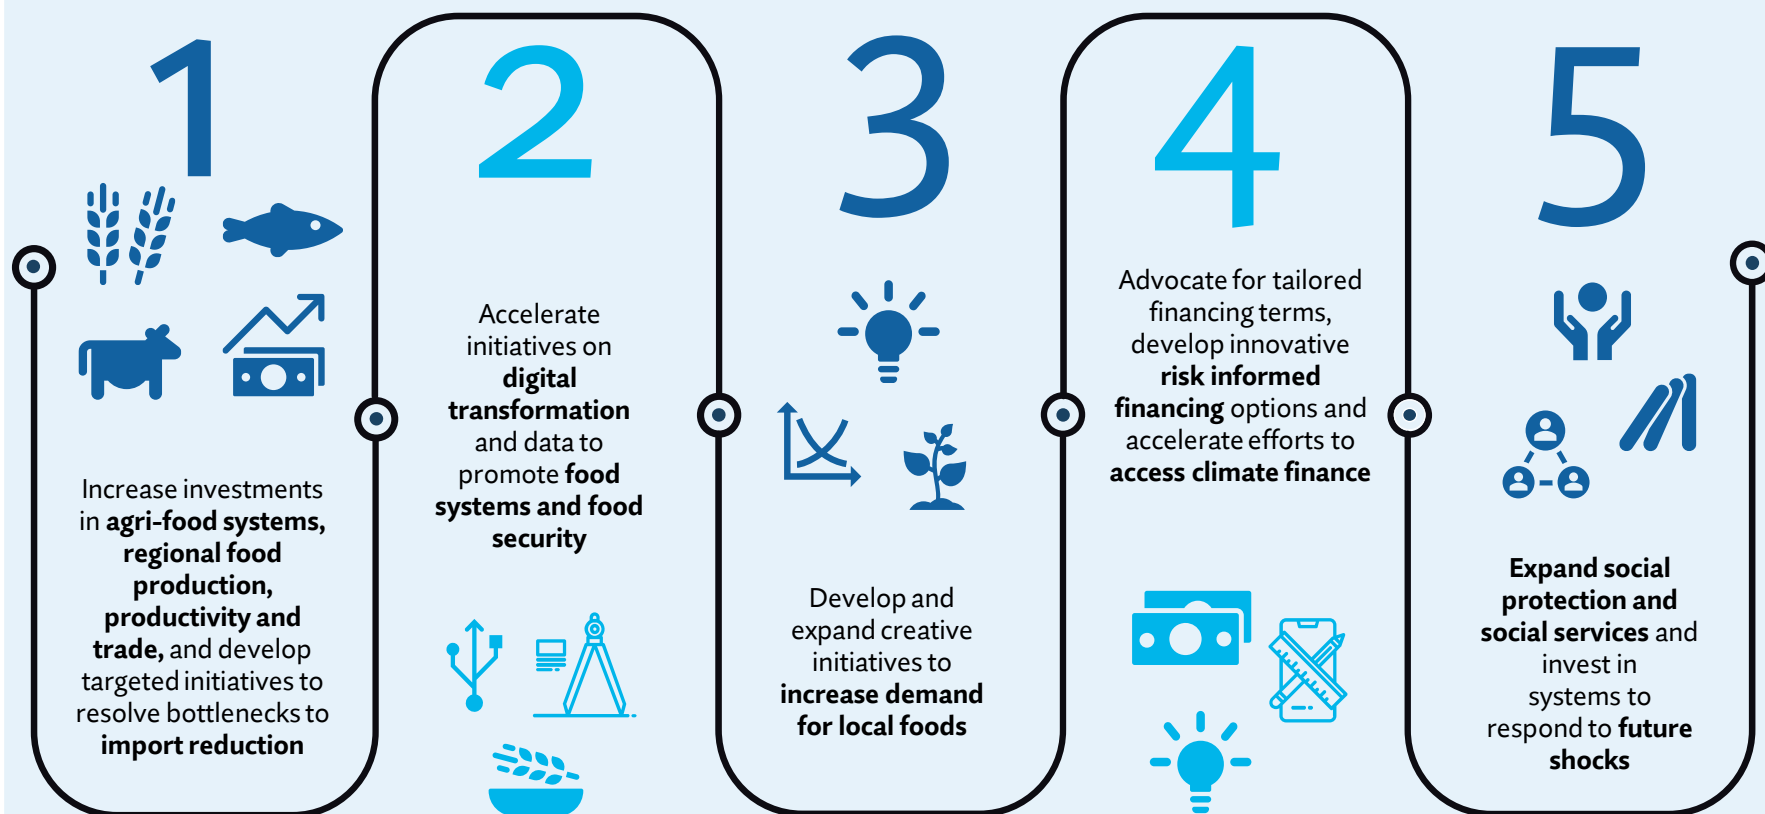 1
Increase investments
in agri-food systems,
regional food
production,
productivity and
trade, and develop
targeted initiatives to
resolve bottlenecks to
import reduction
2
Accelerate
initiatives on
digital
transformation
and data to
promote food
systems and food
security
3
Develop and
expand creative
initiatives to
increase demand
for local foods
4
Advocate for tailored
financing terms,
develop innovative
risk informed
financing options and
accelerate efforts to
access climate finance
5
Expand social
protection and
social services and
invest in
systems to
respond to future
shocks